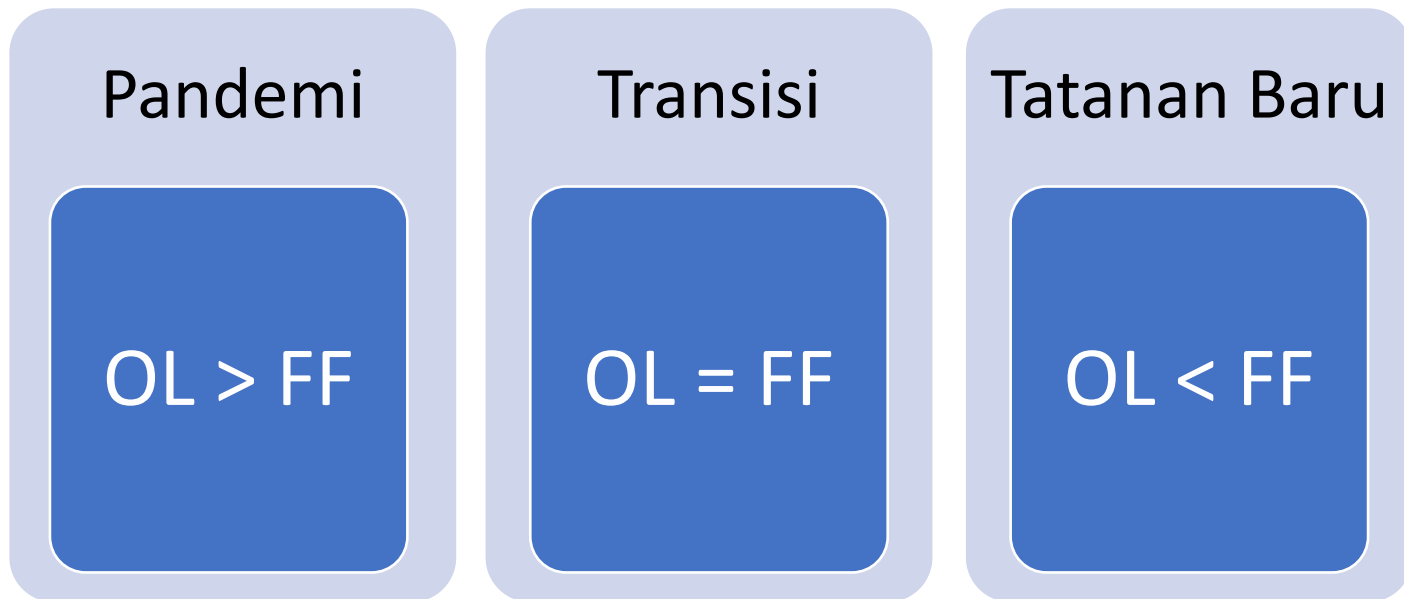 Pandemi
OL > FF
Transisi
OL = FF
Tatanan Baru
OL < FF